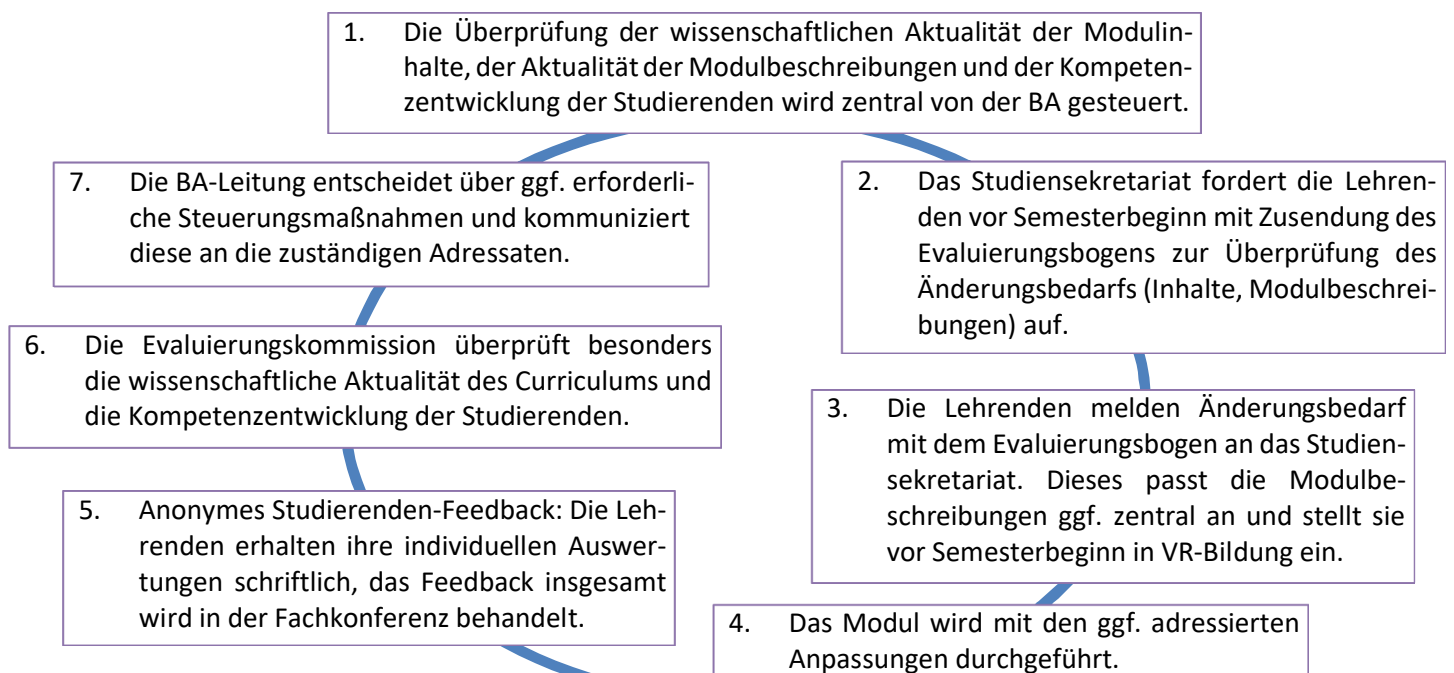 1. Die Überprüfung der wissenschaftlichen Aktualität der Modulin-
halte, der Aktualität der Modulbeschreibungen und der Kompeten-
zentwicklung der Studierenden wird zentral von der BA gesteuert.
2. Das Studiensekretariat fordert die Lehren-
den vor Semesterbeginn mit Zusendung des
Evaluierungsbogens zur Überprüfung des
Änderungsbedarfs (Inhalte, Modulbeschrei-
bungen) auf.
3. Die Lehrenden melden Änderungsbedarf
mit dem Evaluierungsbogen an das Studien-
sekretariat. Dieses passt die Modulbe-
schreibungen ggf. zentral an und stellt sie
vor Semesterbeginn in VR-Bildung ein.
4. Das Modul wird mit den ggf. adressierten
Anpassungen durchgeführt.
5. Anonymes Studierenden-Feedback: Die Leh-
renden erhalten ihre individuellen Auswer-
tungen schriftlich, das Feedback insgesamt
wird in der Fachkonferenz behandelt.
6. Die Evaluierungskommission überprüft besonders
die wissenschaftliche Aktualität des Curriculums und
die Kompetenzentwicklung der Studierenden.
7. Die BA-Leitung entscheidet über ggf. erforderli-
che Steuerungsmaßnahmen und kommuniziert
diese an die zuständigen Adressaten.